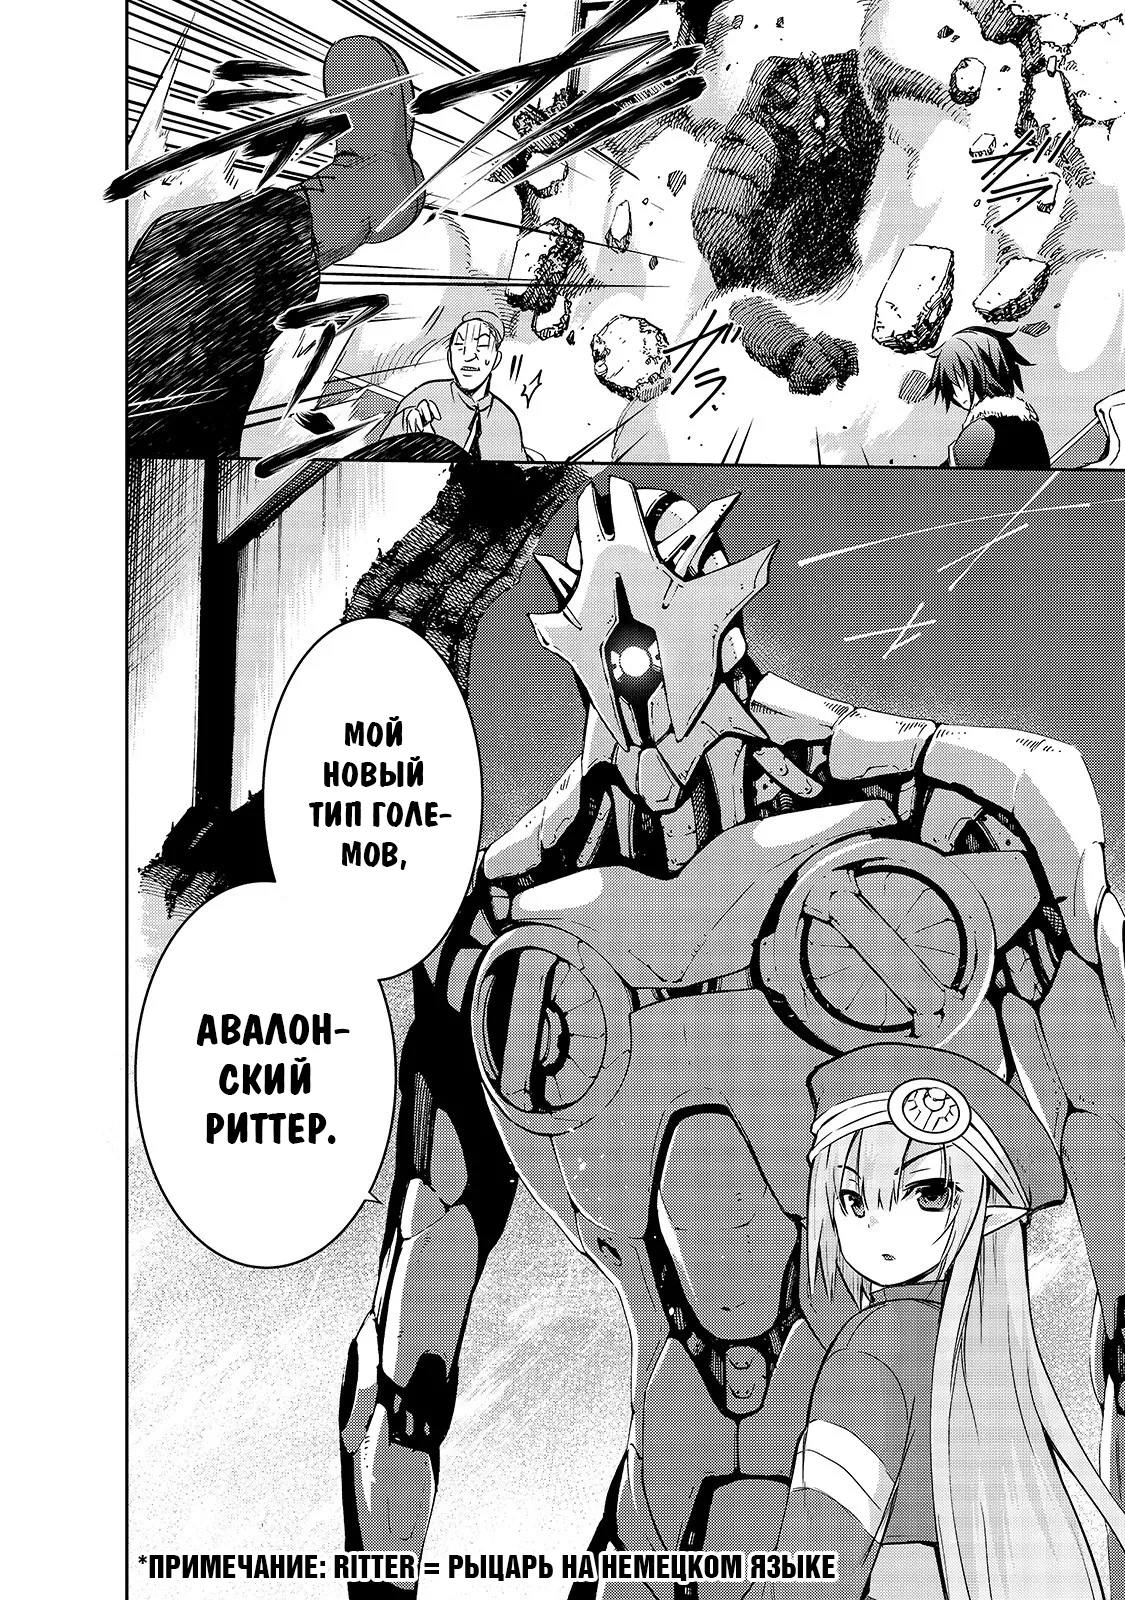 МОЙ
НОВЫЙ
ТИП ГОЛЕ-
МОВ,
АВАЛОН-
СКИЙ
РИТТЕР.
*ПРИМЕЧАНИЕ: RITTER = РЫЦАРЬ НА НЕМЕЦКОМ ЯЗЫКЕ